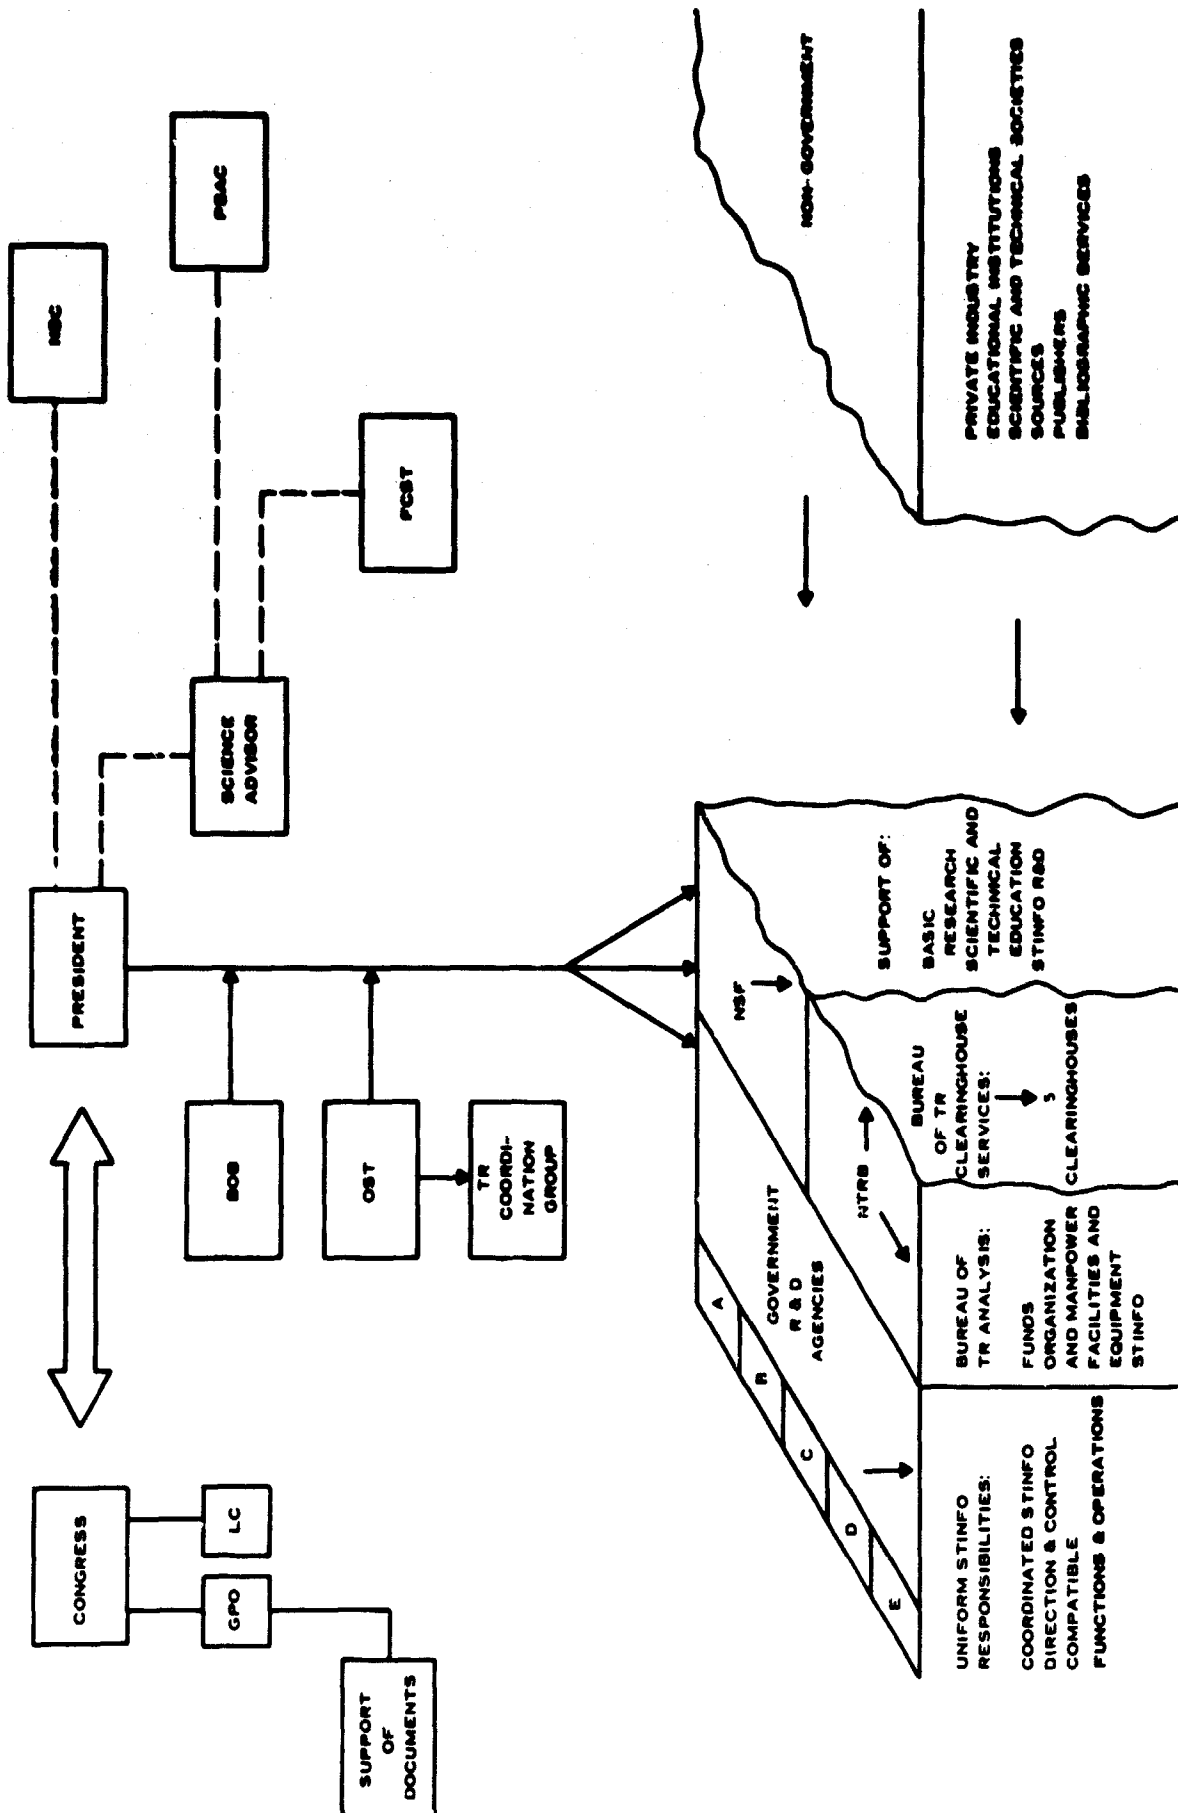 CONGRESS
PRESIDENT
NSC
LC
GPO
SUPPORT
OF
DOCUMENTS
BOB
OST
TR
COORDI-
NATION
GROUP
SCIENCE
ADVISOR
PSAC
FCST
A
B
C
D
E
GOVERNMENT
R & D
AGENCIES
NSF
NTRB
NON-GOVERNMENT
UNIFORM STINFO
RESPONSIBILITIES:
COORDINATED STINFO
DIRECTION & CONTROL
COMPATIBLE
FUNCTIONS & OPERATIONS
BUREAU OF
TR ANALYSIS:
FUNDS
ORGANIZATION
AND MANPOWER
FACILITIES AND
EQUIPMENT
STINFO
BUREAU
OF TR
CLEARINGHOUSE
SERVICES:
5
CLEARINGHOUSES
SUPPORT OF:
BASIC
RESEARCH
SCIENTIFIC AND
TECHNICAL
EDUCATION
STINFO R&D
PRIVATE INDUSTRY
EDUCATIONAL INSTITUTIONS
SCIENTIFIC AND TECHNICAL SOCIETIES
SOURCES
PUBLISHERS
BIBLIOGRAPHIC SERVICES